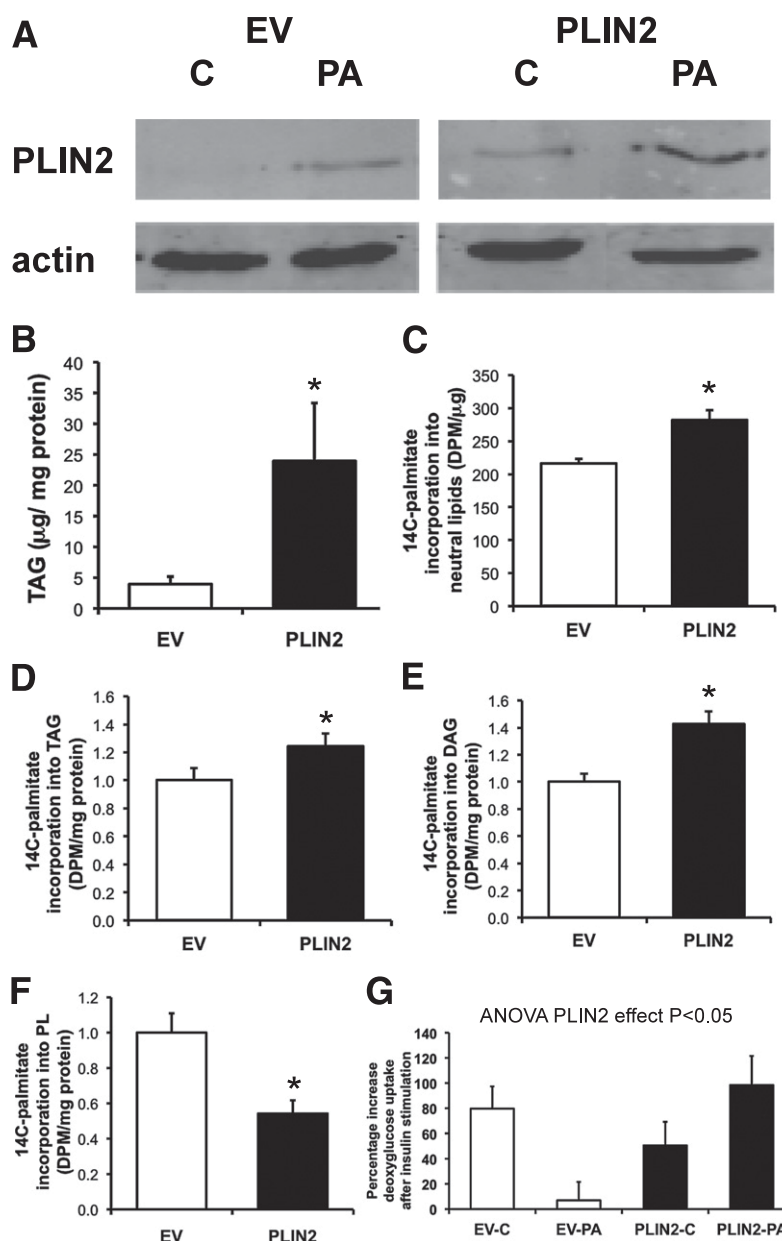 A
EV PLIN2
C PA C PA
PLIN2
actin
B
TAG (μg/ mg protein)
40
35
30
25
20
15
10
5
0
*
EV PLIN2
C
14C-palmitate
incorporation into
neutral lipids (DPM/μg)
350
300
250
200
150
100
50
0
*
EV PLIN2
D
14C-palmitate
incorporation into TAG
(DPM/mg protein)
1.6
1.4
1.2
1.0
0.8
0.6
0.4
0.2
0.0
*
EV PLIN2
E
14C-palmitate
incorporation into DAG
(DPM/mg protein)
1.6
1.4
1.2
1.0
0.8
0.6
0.4
0.2
0.0
*
EV PLIN2
F
14C-palmitate
incorporation into PL
(DPM/mg protein)
1.2
1.0
0.8
0.6
0.4
0.2
0.0
*
EV PLIN2
G
ANOVA PLIN2 effect P<0.05
Percentage increase
deoxyglucose uptake
after insulin stimulation
140
120
100
80
60
40
20
0
EV-C EV-PA PLIN2-C PLIN2-PA